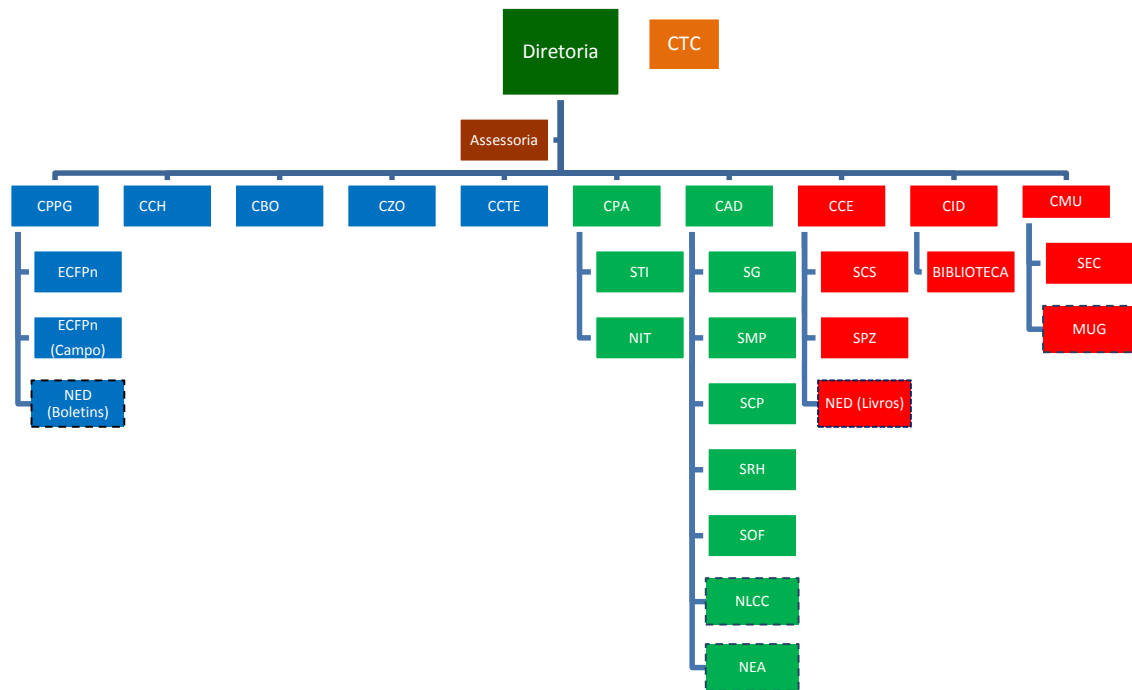 Diretoria
CTC
Assessoria
CPPG
CCH
CBO
CZO
CCTE
CPA
CAD
CCE
CID
CMU
ECFPn
STI
SG
SCS
BIBLIOTECA
SEC
ECFPn
(Campo)
NIT
SMP
SPZ
MUG
NED
(Boletins)
SCP
NED (Livros)
SRH
SOF
NLCC
NEA